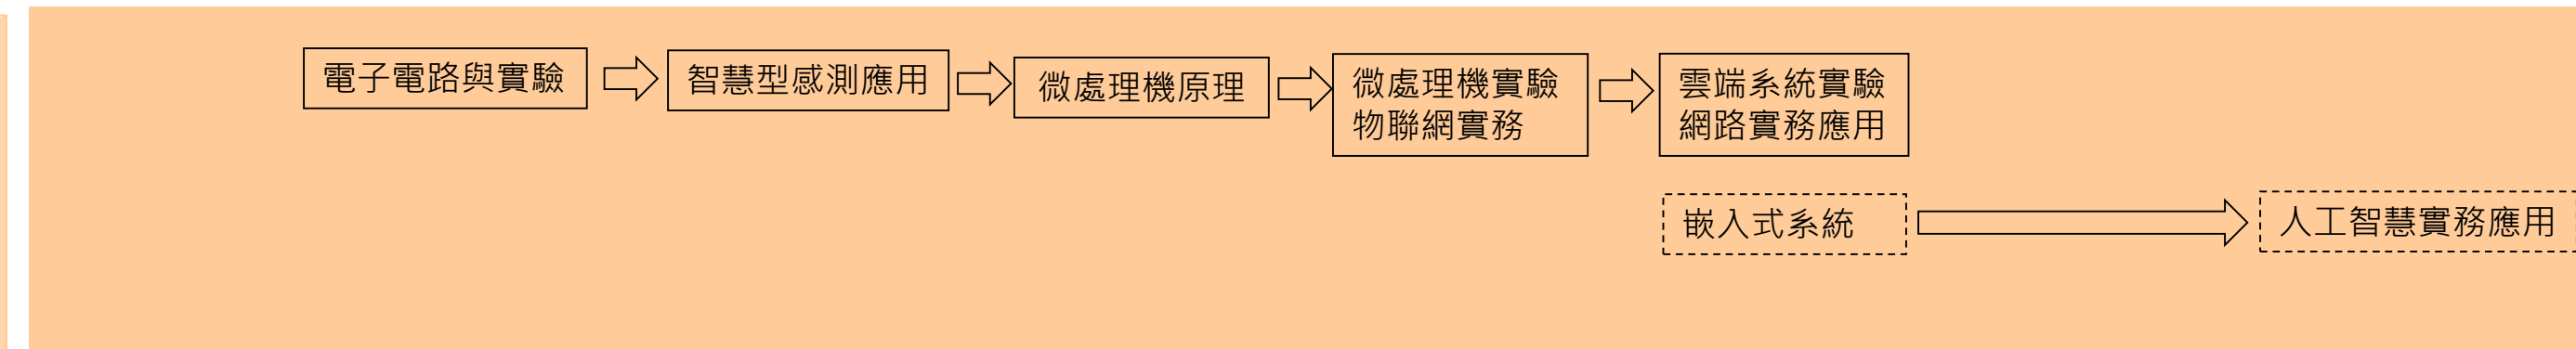 電子電路與實驗
智慧型感測應用
微處理機原理
微處理機實驗
物聯網實務
雲端系統實驗
網路實務應用
嵌入式系統
人工智慧實務應用